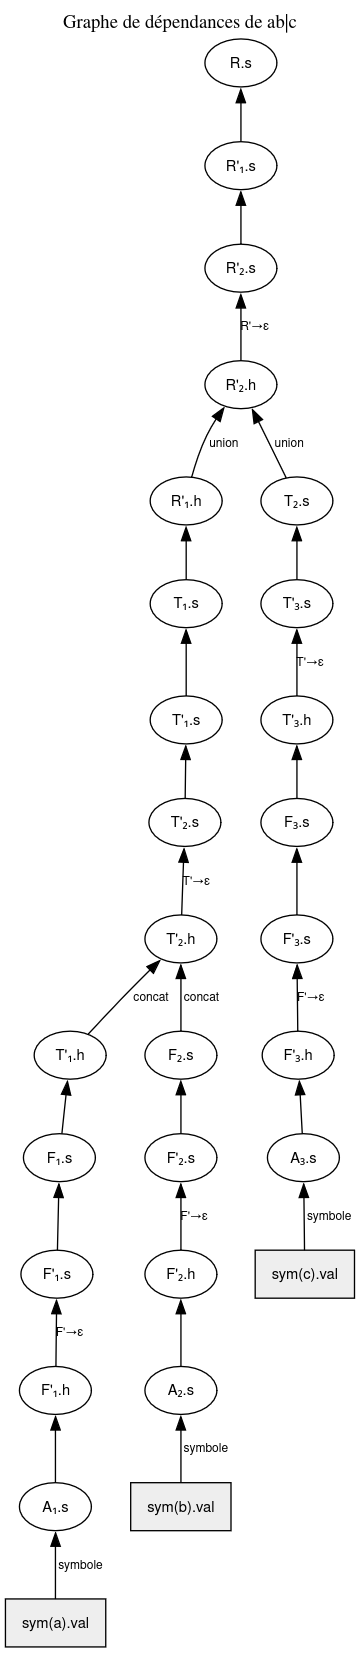 Graphe de dépendances de ab|c
R.s
R'₁.s
R'₂.s
R'→ε
R'₂.h
union
union
R'₁.h
T₂.s
T₁.s
T'₃.s
T'→ε
T'₁.s
T'₃.h
T'₂.s
F₃.s
T'→ε
T'₂.h
F'₃.s
concat
concat
F'→ε
T'₁.h
F₂.s
F'₃.h
F₁.s
F'₂.s
A₃.s
F'→ε
symbole
F'₁.s
F'₂.h
sym(c).val
F'→ε
F'₁.h
A₂.s
symbole
A₁.s
sym(b).val
symbole
sym(a).val